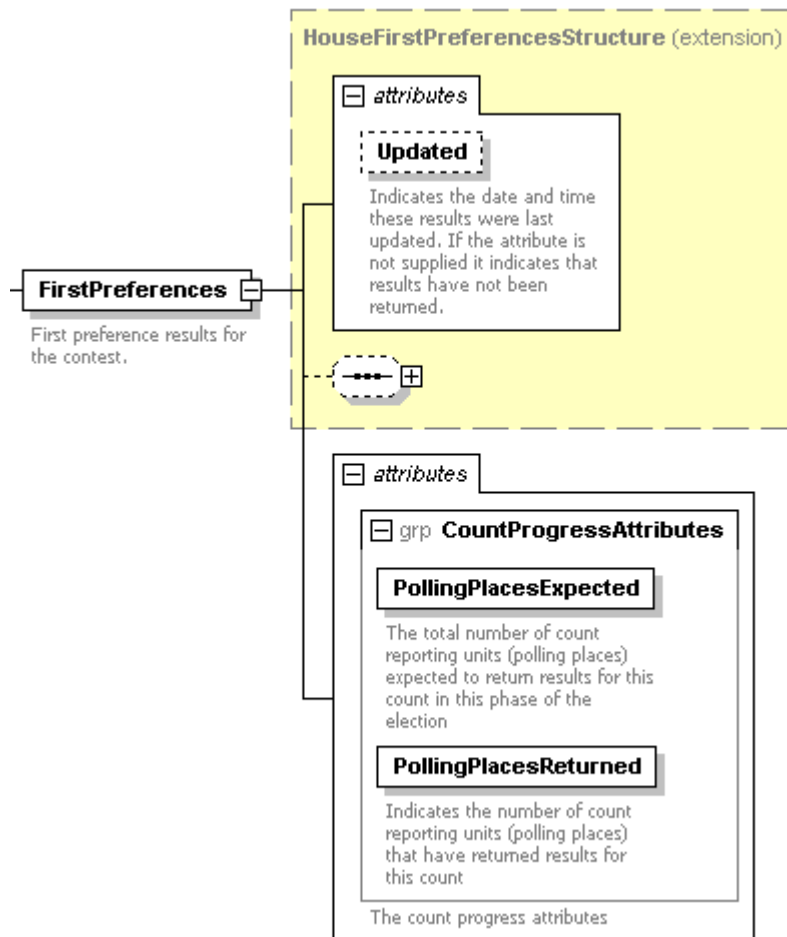 HouseFirstPreferencesStructure (extension)
attributes
Updated
Indicates the date and time
these results were last
updated. If the attribute is
not supplied it indicates that
results have not been
returned.
FirstPreferences
First preference results for
the contest.
attributes
grp CountProgressAttributes
PollingPlacesExpected
The total number of count
reporting units (polling places)
expected to return results for this
count in this phase of the
election
PollingPlacesReturned
Indicates the number of count
reporting units (polling places)
that have returned results for
this count
The count progress attributes